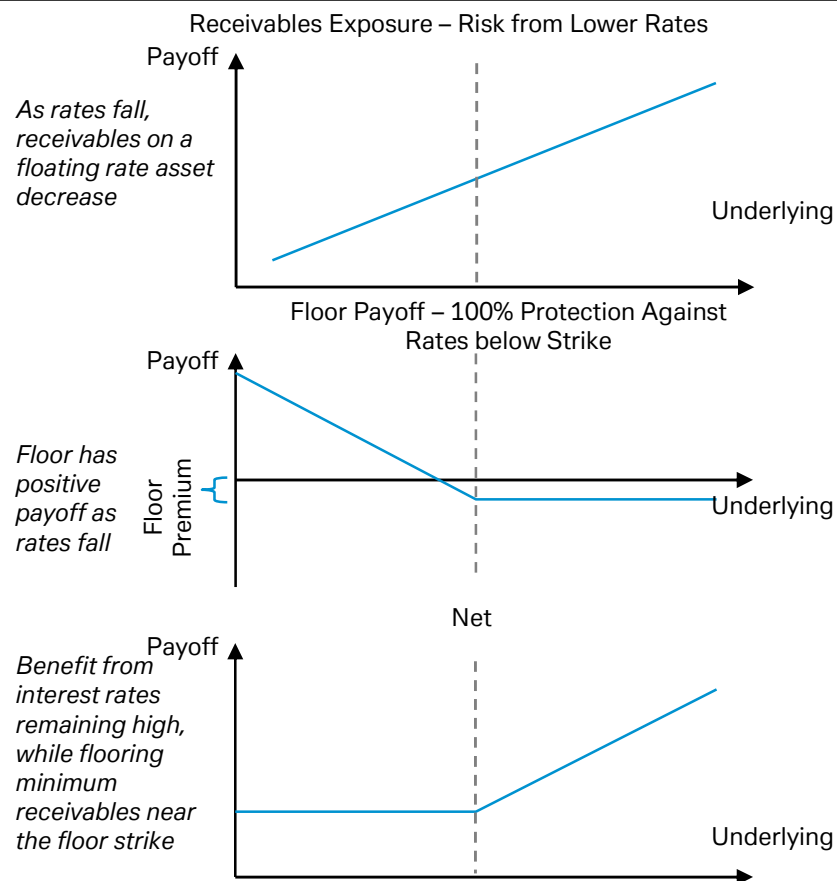 Receivables Exposure – Risk from Lower Rates
Payoff
As rates fall,
receivables on a
floating rate asset
decrease
Underlying
Floor Payoff – 100% Protection Against
Rates below Strike
Payoff
Floor has
positive
payoff as
rates fall
Floor
Premium
Underlying
Net
Payoff
Benefit from
interest rates
remaining high,
while flooring
minimum
receivables near
the floor strike
Underlying